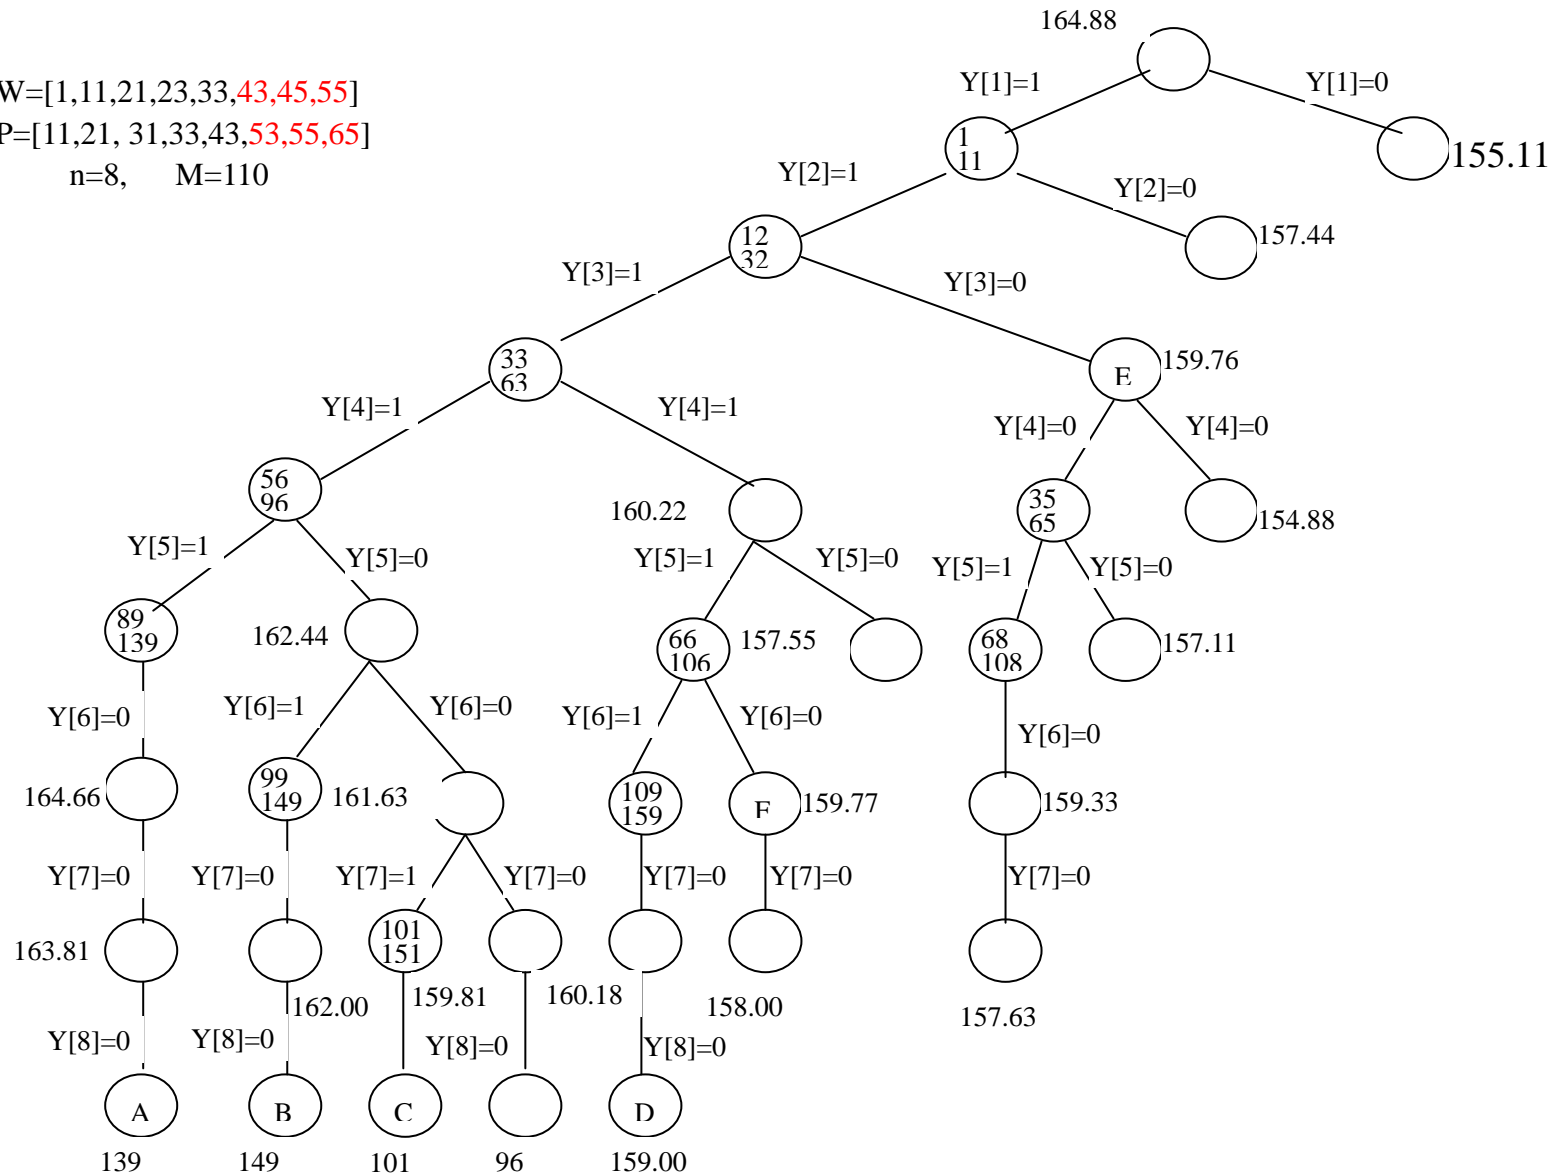 164.88
W=[1,11,21,23,33,43,45,55]
Y[1]=1 Y[1]=0
P=[11,21, 31,33,43,53,55,65]
1
11
155.11
n=8, M=110
Y[2]=1 Y[2]=0
12
32
157.44
Y[3]=1 Y[3]=0
33
63
E 159.76
Y[4]=1 Y[4]=1 Y[4]=0 Y[4]=0
56
96
160.22
35
65
154.88
Y[5]=1 Y[5]=0 Y[5]=1 Y[5]=0 Y[5]=1 Y[5]=0
89
139
162.44
66
106
157.55
68
108
157.11
Y[6]=0 Y[6]=1 Y[6]=0 Y[6]=1 Y[6]=0 Y[6]=0
164.66
99
149
161.63
109
159
F 159.77
159.33
Y[7]=0 Y[7]=0 Y[7]=1 Y[7]=0 Y[7]=0 Y[7]=0 Y[7]=0
163.81
101
151
162.00 159.81 160.18 158.00 157.63
Y[8]=0 Y[8]=0 Y[8]=0 Y[8]=0
A B C D
139 149 101 96 159.00